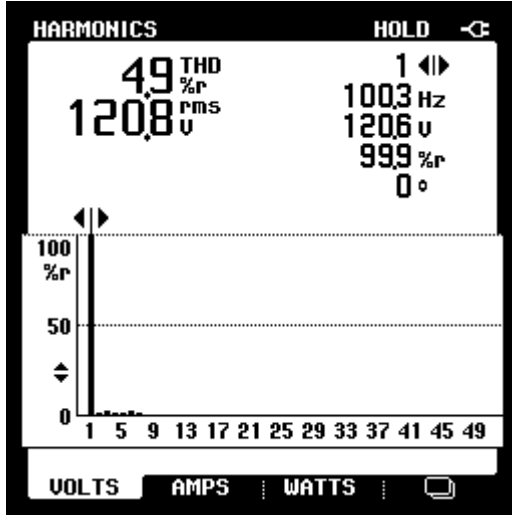 HARMONICS HOLD
4.9 THD %r
120.8 rms V
1
100.3 Hz
120.6 V
99.9 %r
0 °
100
%r
50
0
1 5 9 13 17 21 25 29 33 37 41 45 49
VOLTS AMPS WATTS